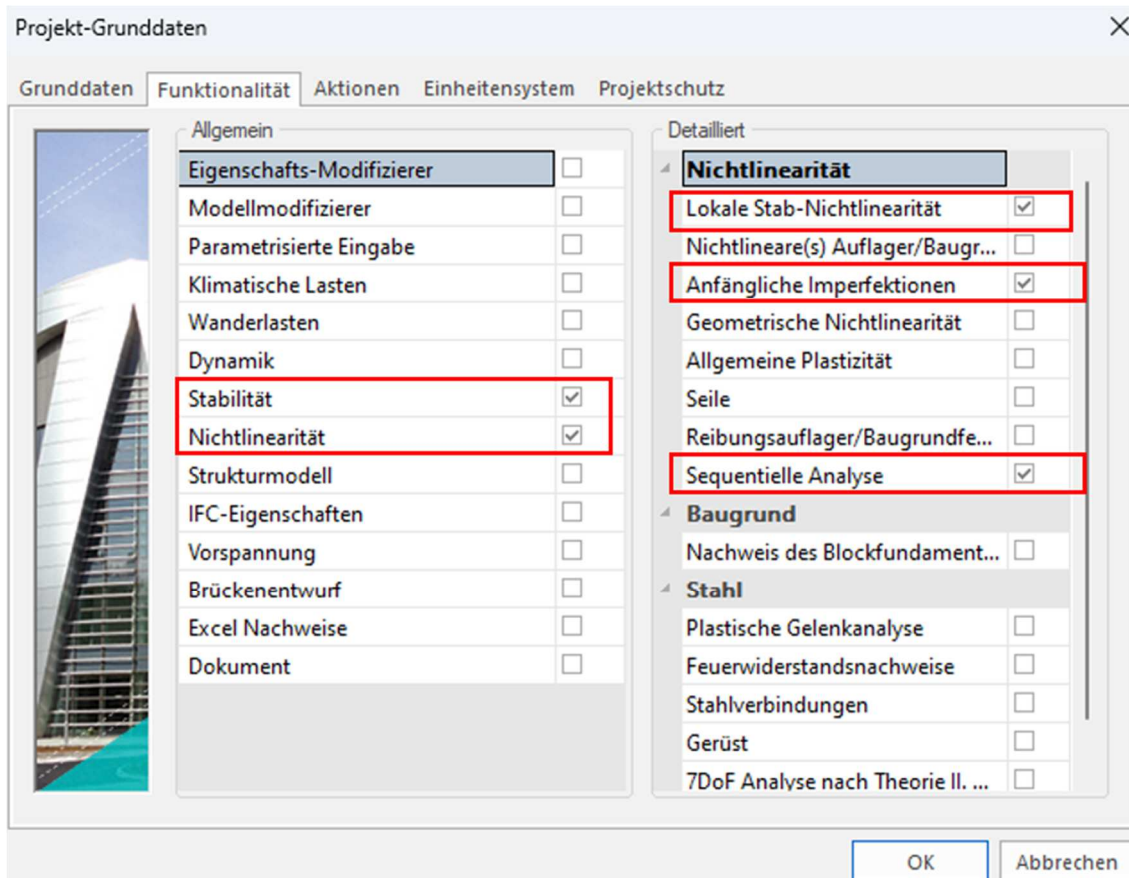 Projekt-Grunddaten
Grunddaten Funktionalität Aktionen Einheitensystem Projektschutz
Allgemein
Eigenschafts-Modifizierer
Modellmodifizierer
Parametrisierte Eingabe
Klimatische Lasten
Wanderlasten
Dynamik
Stabilität
Nichtlinearität
Strukturmodell
IFC-Eigenschaften
Vorspannung
Brückenentwurf
Excel Nachweise
Dokument
Detailliert
Nichtlinearität
Lokale Stab-Nichtlinearität
Nichtlineare(s) Auflager/Baugr...
Anfängliche Imperfektionen
Geometrische Nichtlinearität
Allgemeine Plastizität
Seile
Reibungsauflager/Baugrundfe...
Sequentielle Analyse
Baugrund
Nachweis des Blockfundament...
Stahl
Plastische Gelenkanalyse
Feuerwiderstandsnachweise
Stahlverbindungen
Gerüst
7DoF Analyse nach Theorie II. ...
OK Abbrechen